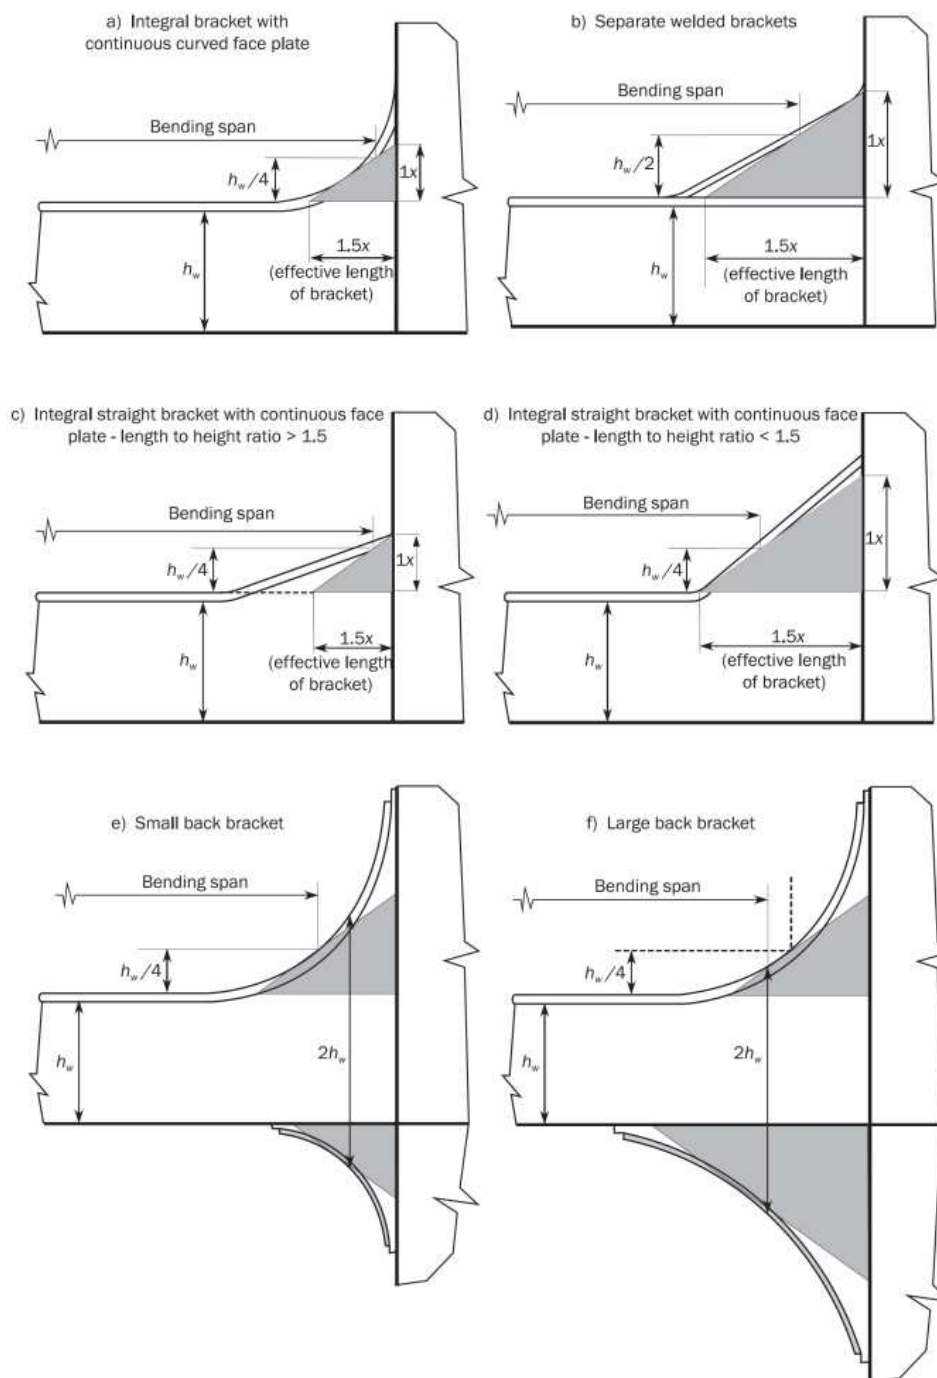 a) Integral bracket with
continuous curved face plate
Bending span
h_w/4
1x
1.5x
h_w
(effective length
of bracket)
b) Separate welded brackets
Bending span
h_w/2
1x
1.5x
h_w
(effective length
of bracket)
c) Integral straight bracket with continuous face
plate - length to height ratio > 1.5
Bending span
h_w/4
1x
1.5x
h_w
(effective length
of bracket)
d) Integral straight bracket with continuous face
plate - length to height ratio < 1.5
Bending span
h_w/4
1x
1.5x
h_w
(effective length
of bracket)
e) Small back bracket
Bending span
h_w/4
h_w
2h_w
f) Large back bracket
Bending span
h_w/4
h_w
2h_w